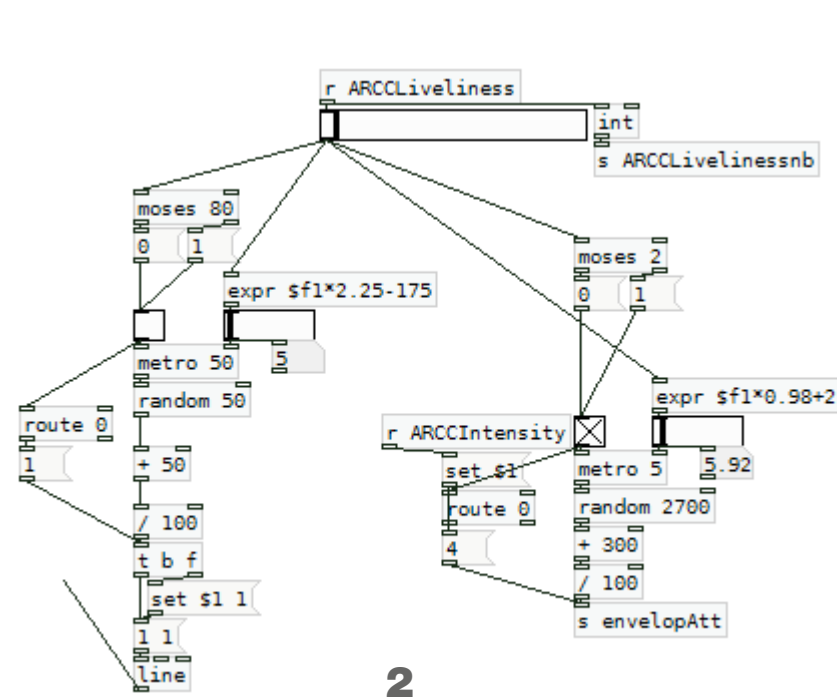 r ARCCLiveliness
int
s ARCCLivelinessnb
moses 80
0 1
moses 2
0 1
expr $f1*2.25-175
metro 50
5
random 50
expr $f1*0.98+2
route 0
r ARCCIntensity
1
+ 50
set $1
metro 5
5.92
route 0
random 2700
/ 100
4
+ 300
t b f
/ 100
set $1 1
s envelopAtt
1 1
line
2